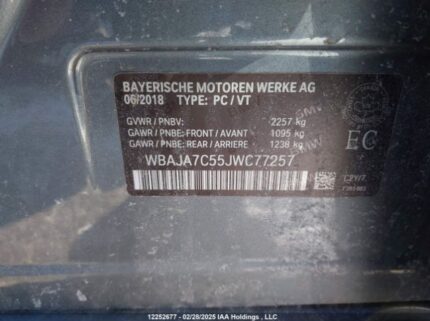 BAYERISCHE MOTOREN WERKE AG
06/2018 TYPE: PC/VT
GVWR / PNBV: 2257 kg
GAWR / PNBE: FRONT / AVANT 1095 kg
GAWR / PNBE: REAR / ARRIERE 1238 kg
EC
WBAJA7C55JWC77257
12252677 - 02/28/2025 IAA Holdings , LLC